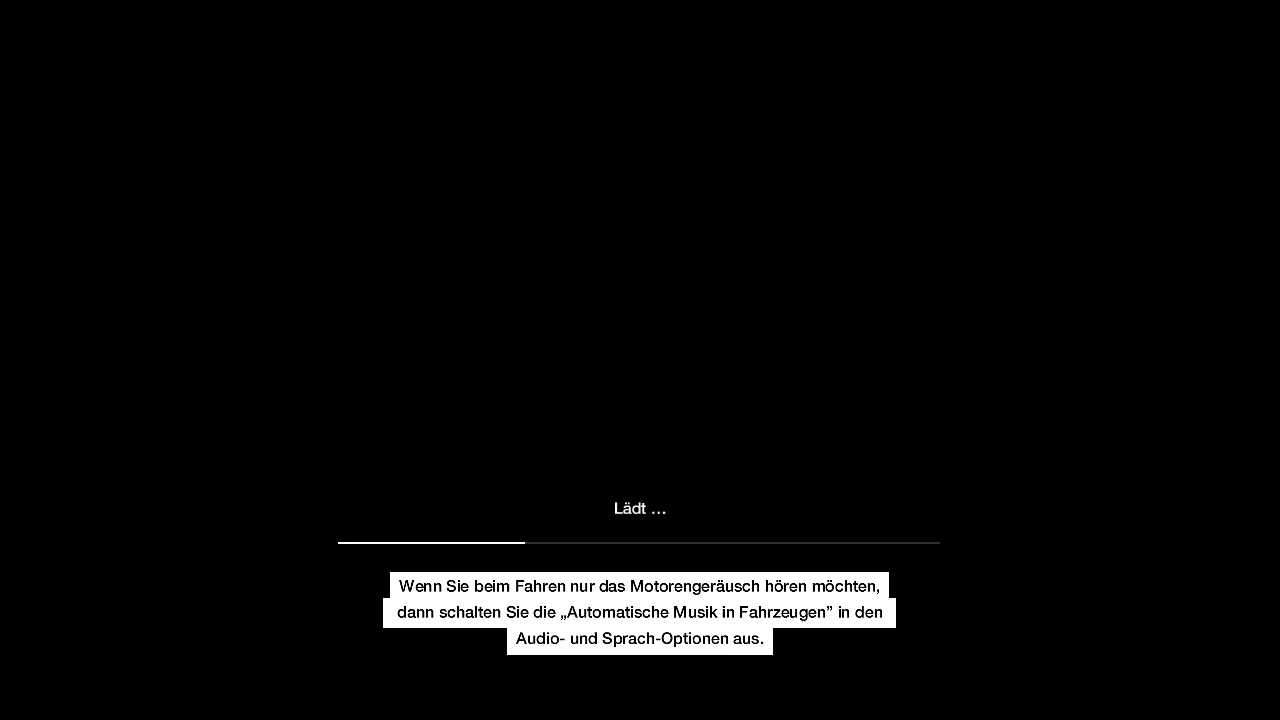 Lädt ...
Wenn Sie beim Fahren nur das Motorengeräusch hören möchten,
dann schalten Sie die „Automatische Musik in Fahrzeugen” in den
Audio- und Sprach-Optionen aus.